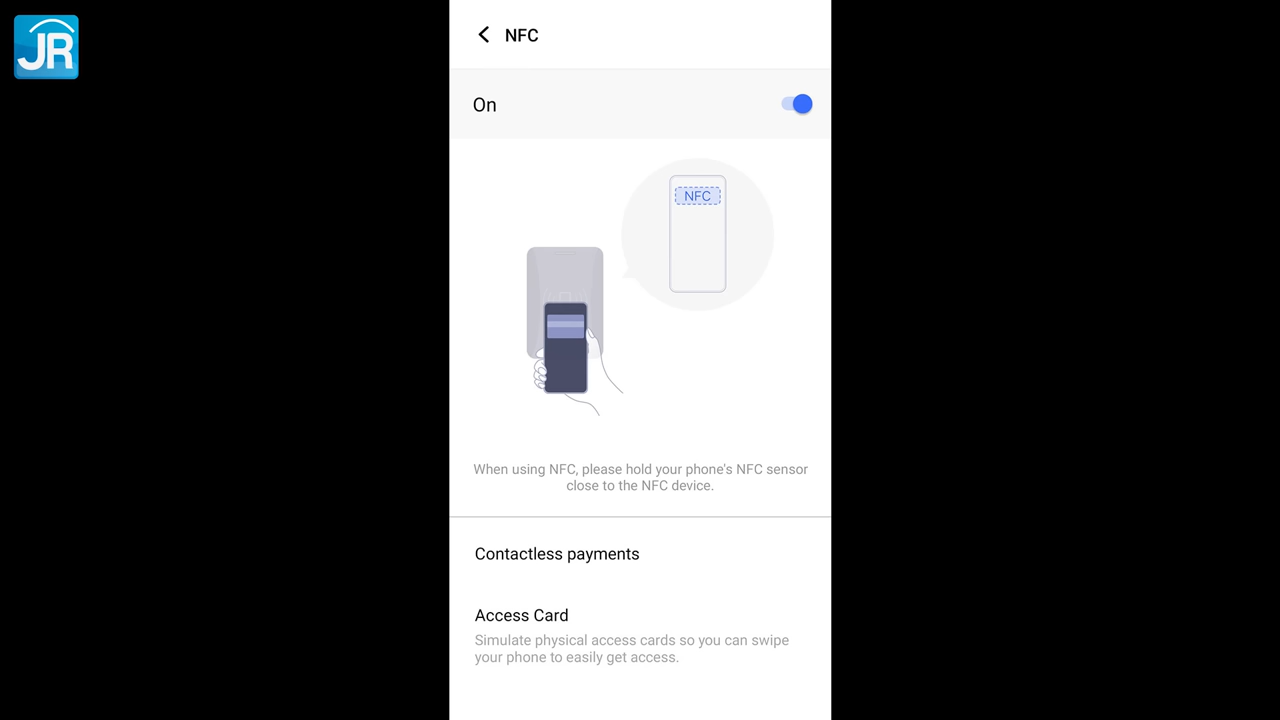 JR
NFC
On
NFC
When using NFC, please hold your phone's NFC sensor
close to the NFC device.
Contactless payments
Access Card
Simulate physical access cards so you can swipe
your phone to easily get access.